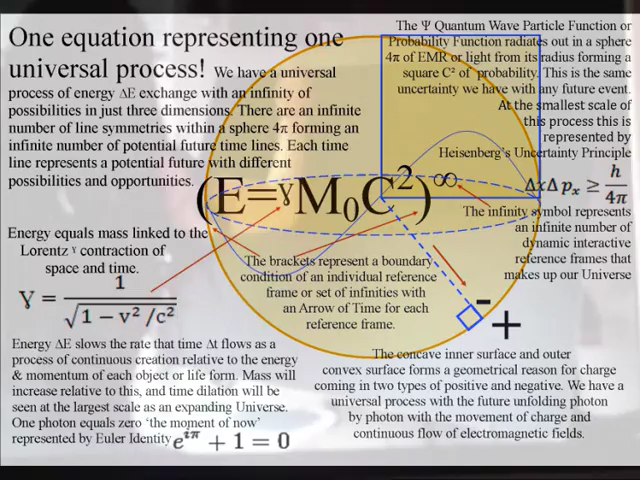 One equation representing one
universal process! We have a universal
process of energy ΔE exchange with an infinity of
possibilities in just three dimensions. There are an infinite
number of line symmetries within a sphere 4π forming an
infinite number of potential future time lines. Each time
line represents a potential future with different
possibilities and opportunities.
The Ψ Quantum Wave Particle Function or
Probability Function radiates out in a sphere
4π of EMR or light from its radius forming a
square C² of probability. This is the same
uncertainty we have with any future event.
At the smallest scale of
this process this is
represented by
Heisenberg's Uncertainty Principle
Δx Δ pₓ ≥ h / 4π
(E=γM₀C²)∞
The infinity symbol represents
an infinite number of
dynamic interactive
reference frames that
makes up our Universe
Energy equals mass linked to the
Lorentz γ contraction of
space and time.
γ = 1 / √1 − v² /c²
The brackets represent a boundary
condition of an individual reference
frame or set of infinities with
an Arrow of Time for each
reference frame.
-
+
Energy ΔE slows the rate that time Δt flows as a
process of continuous creation relative to the energy
& momentum of each object or life form. Mass will
increase relative to this, and time dilation will be
seen at the largest scale as an expanding Universe.
One photon equals zero 'the moment of now'
represented by Euler Identity e^iπ + 1 = 0
The concave inner surface and outer
convex surface forms a geometrical reason for charge
coming in two types of positive and negative. We have a
universal process with the future unfolding photon
by photon with the movement of charge and
continuous flow of electromagnetic fields.